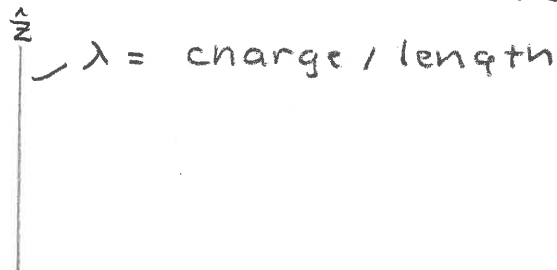 ẑ
λ = charge / length